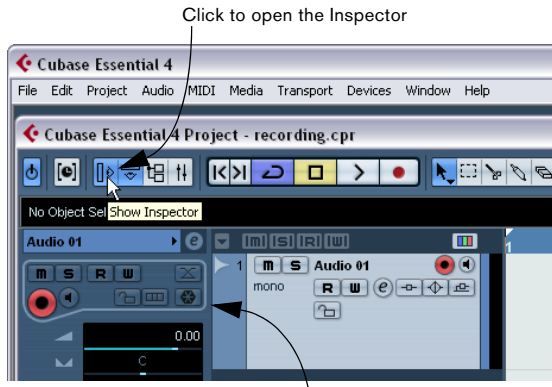 Click to open the Inspector
Cubase Essential 4
File Edit Project Audio MIDI Media Transport Devices Window Help
Cubase Essential 4 Project - recording.cpr
No Object Sel
Show Inspector
Audio 01 e
M S R W
0.00
C
M S R W
1 M S Audio 01
mono R W e
1